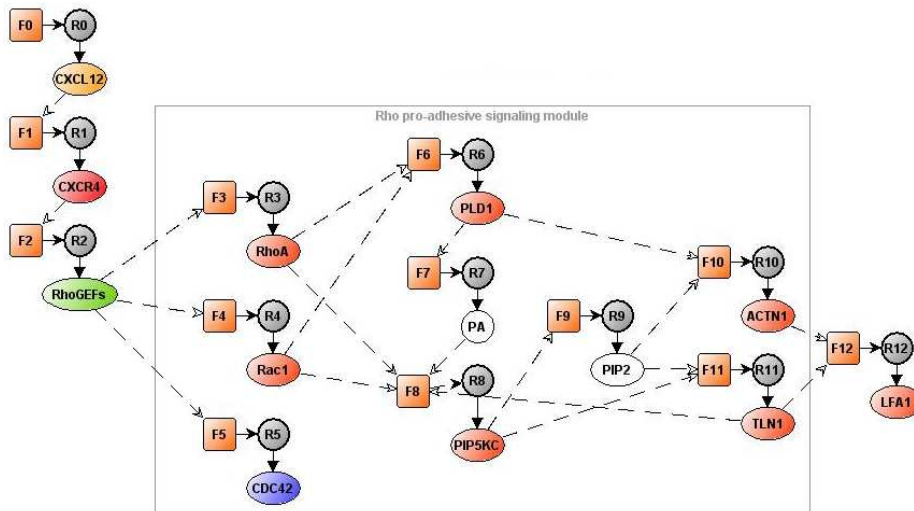 F0 R0
CXCL12
F1 R1
CXCR4
F2 R2
RhoGEFs
Rho pro-adhesive signaling module
F3 R3
RhoA
F4 R4
Rac1
F5 R5
CDC42
F6 R6
PLD1
F7 R7
PA
F8 R8
PIP5KC
F9 R9
PIP2
F10 R10
ACTN1
F11 R11
TLN1
F12 R12
LFA1